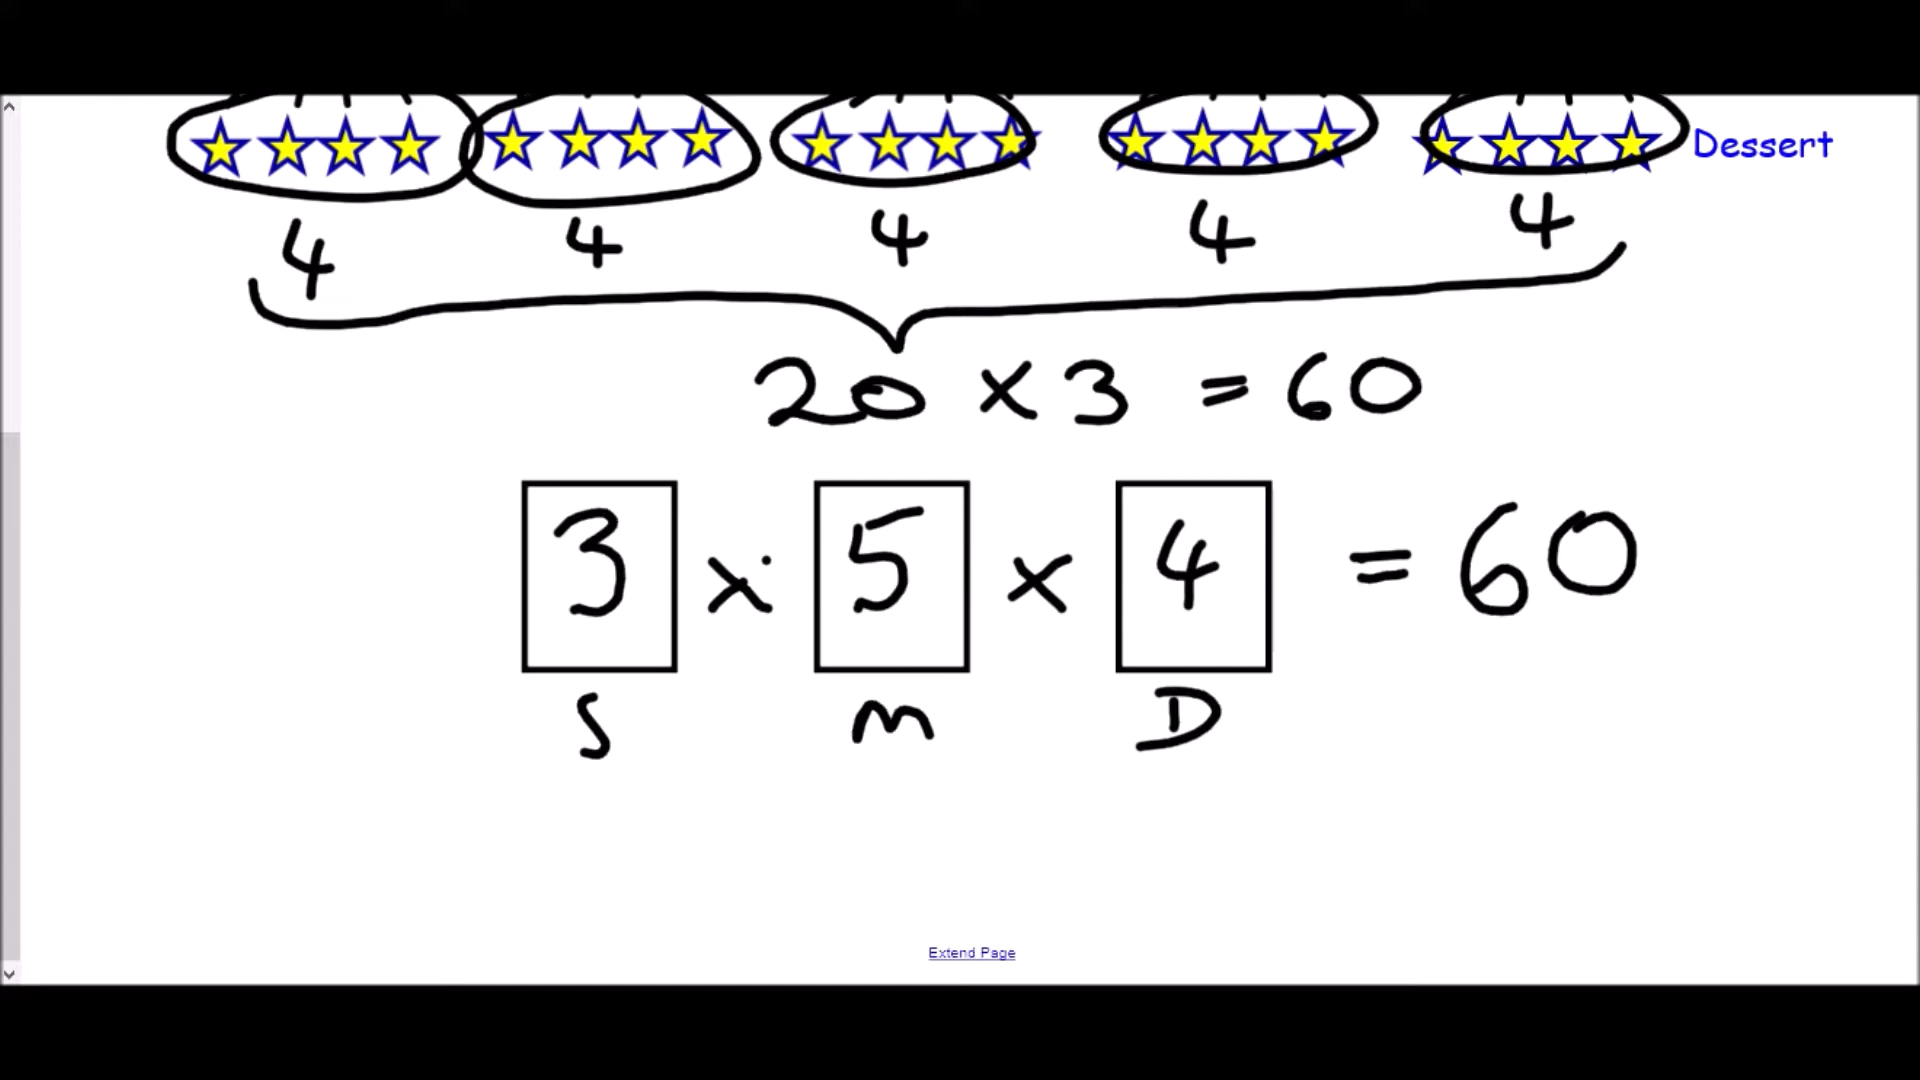 Dessert
4 4 4 4 4
20 x 3 = 60
3 x 5 x 4 = 60
S M D
Extend Page